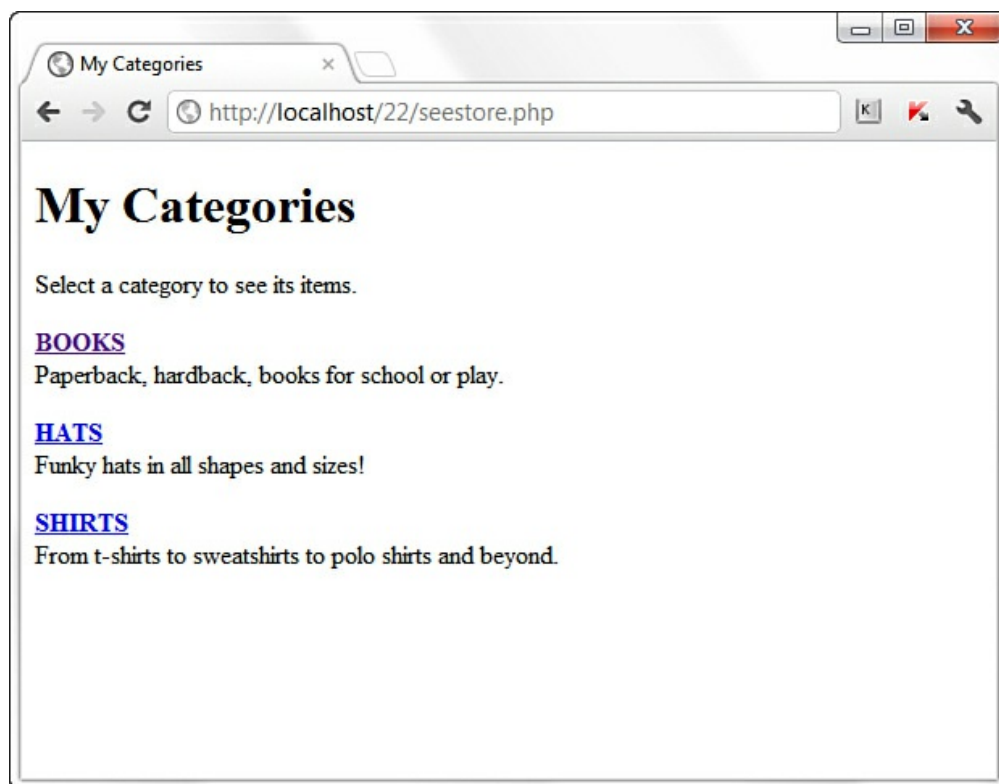 My Categories
http://localhost/22/seestore.php
K
My Categories
Select a category to see its items.
BOOKS
Paperback, hardback, books for school or play.
HATS
Funky hats in all shapes and sizes!
SHIRTS
From t-shirts to sweatshirts to polo shirts and beyond.